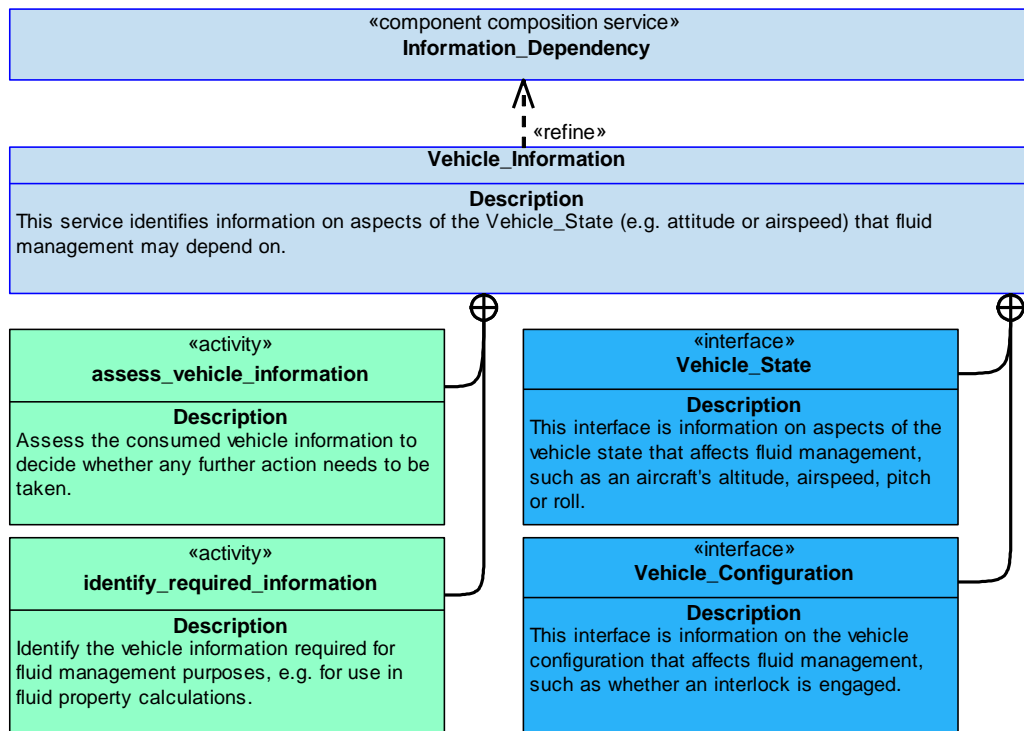 «component composition service»
Information_Dependency
«refine»
Vehicle_Information
Description
This service identifies information on aspects of the Vehicle_State (e.g. attitude or airspeed) that fluid
management may depend on.
«activity»
assess_vehicle_information
Description
Assess the consumed vehicle information to
decide whether any further action needs to be
taken.
«interface»
Vehicle_State
Description
This interface is information on aspects of the
vehicle state that affects fluid management,
such as an aircraft's altitude, airspeed, pitch
or roll.
«activity»
identify_required_information
Description
Identify the vehicle information required for
fluid management purposes, e.g. for use in
fluid property calculations.
«interface»
Vehicle_Configuration
Description
This interface is information on the vehicle
configuration that affects fluid management,
such as whether an interlock is engaged.